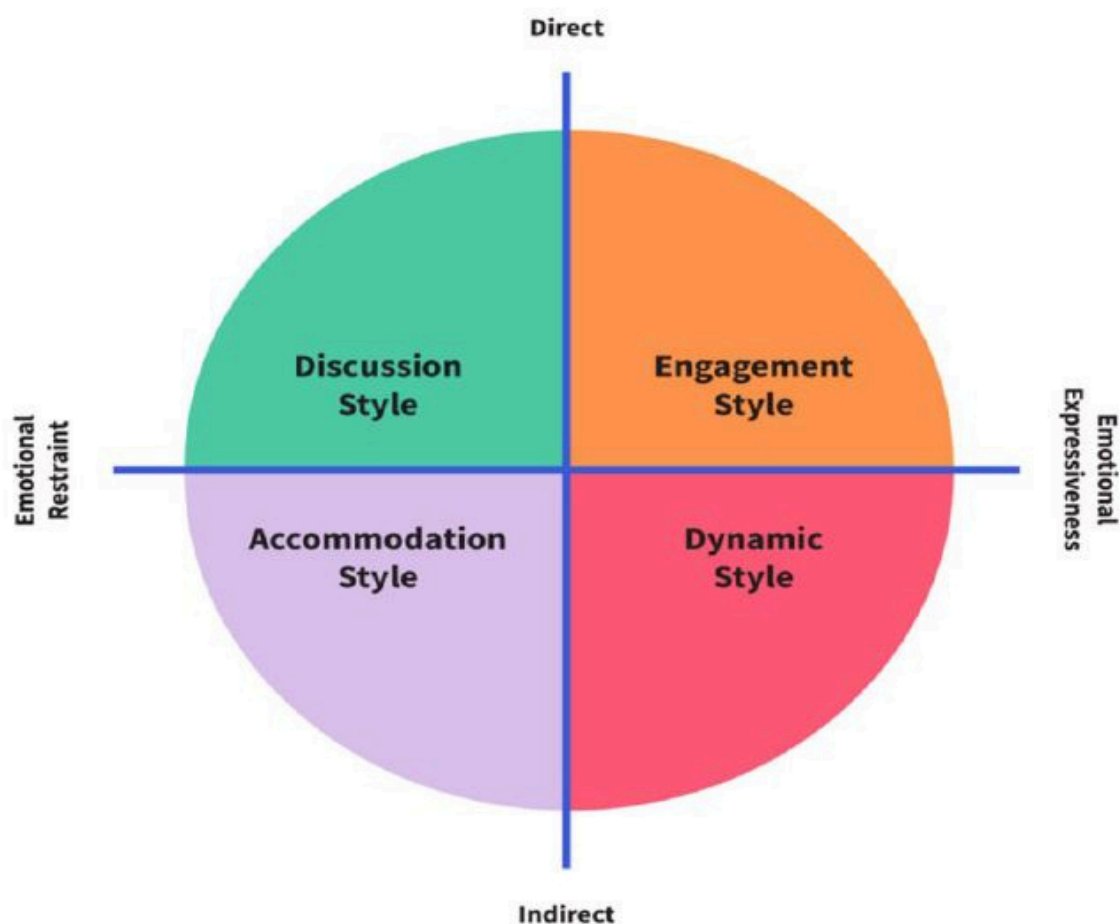 Direct
Discussion
Style
Engagement
Style
Emotional
Restraint
Emotional
Expressiveness
Accommodation
Style
Dynamic
Style
Indirect